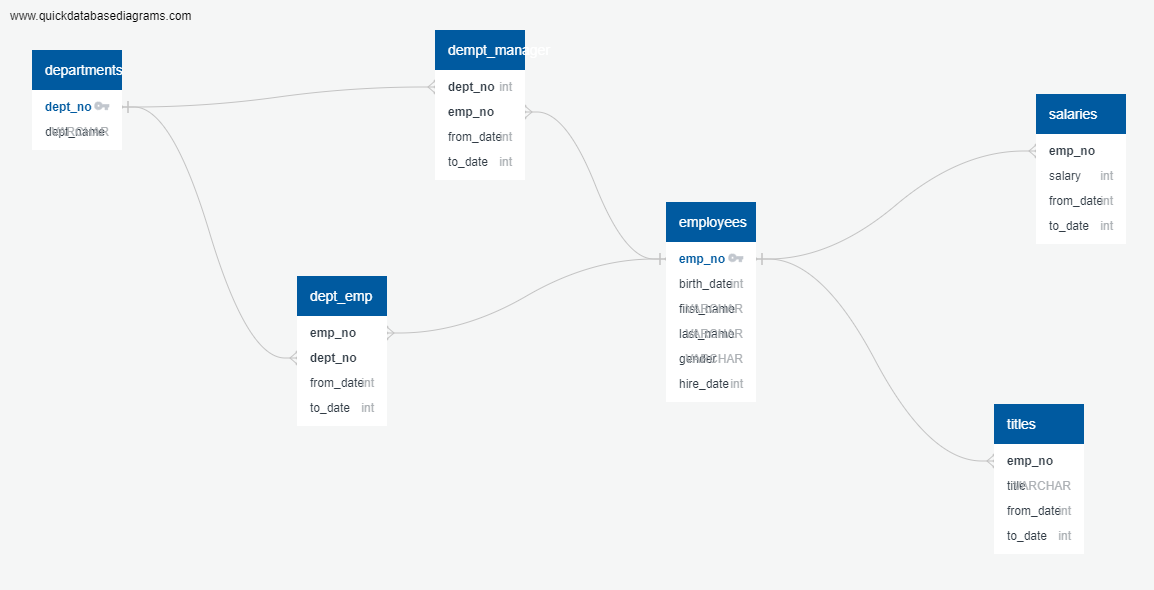 www.quickdatabasediagrams.com
departments
dept_no
dept_name VARCHAR
dempt_manager
dept_no int
emp_no
from_date int
to_date int
dept_emp
emp_no
dept_no
from_date int
to_date int
employees
emp_no
birth_date int
first_name VARCHAR
last_name VARCHAR
gender VARCHAR
hire_date int
salaries
emp_no
salary int
from_date int
to_date int
titles
emp_no
title VARCHAR
from_date int
to_date int